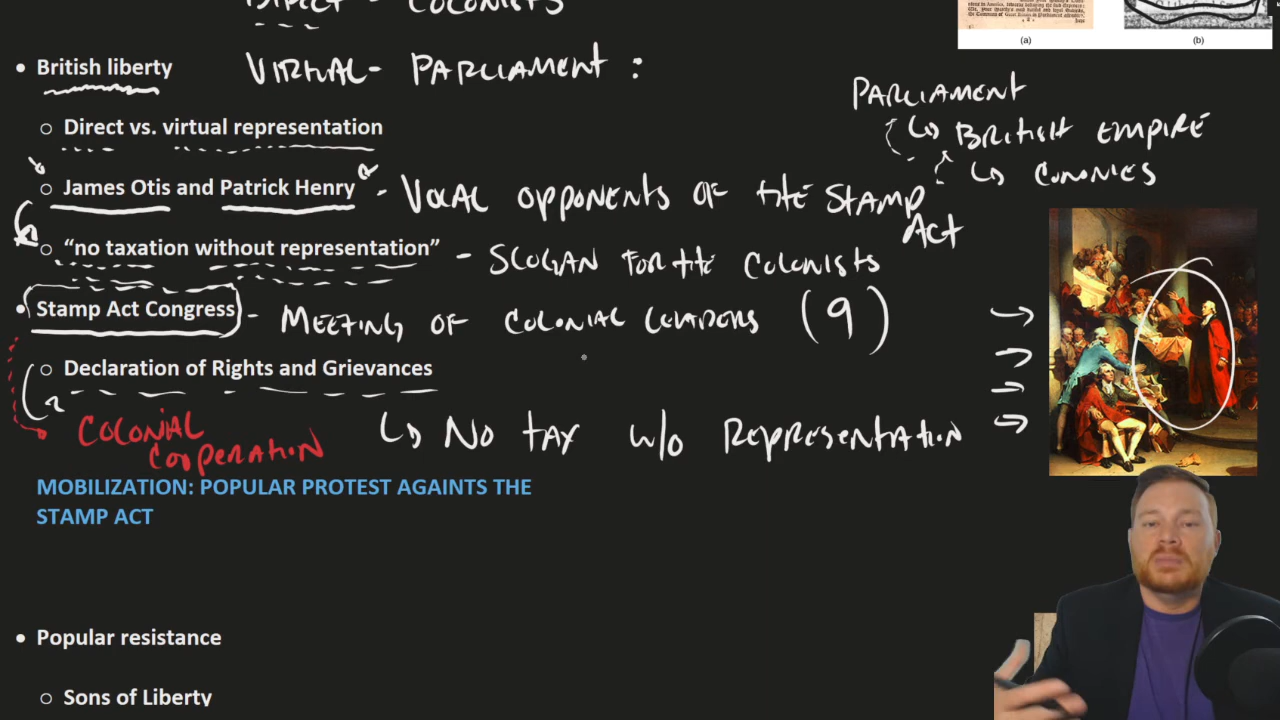 DIRECT - COLONISTS
(a)
(b)
• British liberty
VIRTUAL - PARLIAMENT :
PARLIAMENT
↳ BRITISH EMPIRE
↳ COLONIES
○ Direct vs. virtual representation
○ James Otis and Patrick Henry - VOCAL OPPONENTS OF THE STAMP ACT
○ “no taxation without representation” - SLOGAN FOR THE COLONISTS
• Stamp Act Congress - MEETING OF COLONIAL LEADERS (9)
○ Declaration of Rights and Grievances
↳ NO TAX W/O REPRESENTATION
COLONIAL
COOPERATION
MOBILIZATION: POPULAR PROTEST AGAINTS THE
STAMP ACT
• Popular resistance
○ Sons of Liberty